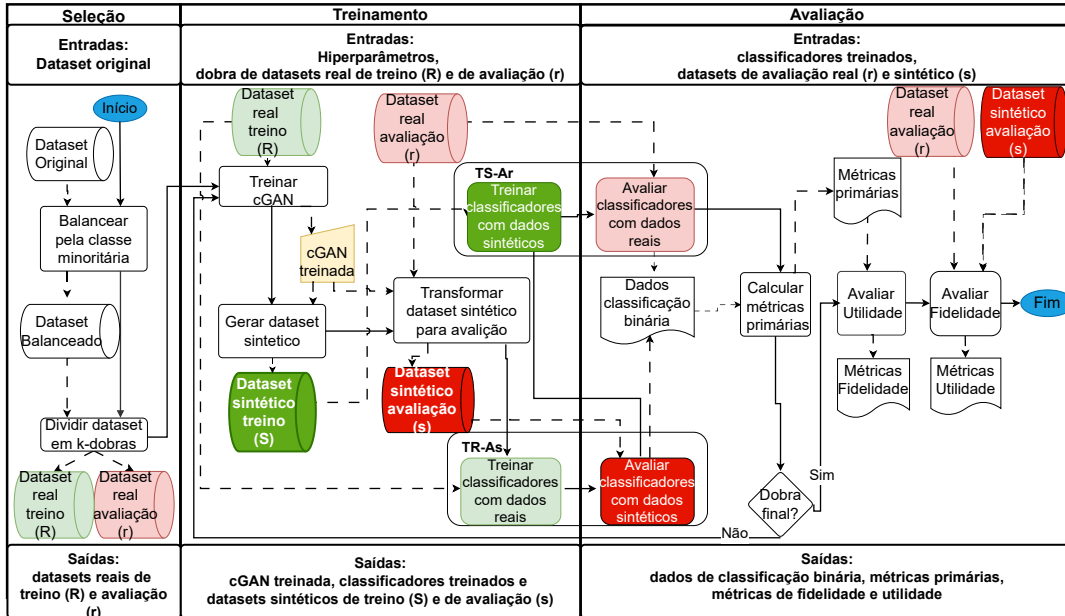 Seleção
Treinamento
Avaliação
Entradas:
Dataset original
Entradas:
Hiperparâmetros,
dobra de datasets real de treino (R) e de avaliação (r)
Entradas:
classificadores treinados,
datasets de avaliação real (r) e sintético (s)
Início
Dataset
Original
Balancear
pela classe
minoritária
Dataset
Balanceado
Dividir dataset
em k-dobras
Dataset
real
treino
(R)
Dataset
real
avaliação
(r)
Dataset
real
treino
(R)
Dataset
real
avaliação
(r)
Treinar
cGAN
cGAN
treinada
Gerar dataset
sintetico
Transformar
dataset sintético
para avalição
Dataset
sintético
treino
(S)
Dataset
sintético
avaliação
(s)
TS-Ar
Treinar
classificadores
com dados
sintéticos
Avaliar
classificadores
com dados
reais
Dados
classificação
binária
TR-As
Treinar
classificadores
com dados
reais
Avaliar
classificadores
com dados
sintéticos
Dataset
real
avaliação
(r)
Dataset
sintético
avaliação
(s)
Métricas
primárias
Calcular
métricas
primárias
Avaliar
Utilidade
Avaliar
Fidelidade
Fim
Métricas
Fidelidade
Métricas
Utilidade
Sim
Dobra
final?
Não
Saídas:
datasets reais de
treino (R) e avaliação
(r)
Saídas:
cGAN treinada, classificadores treinados e
datasets sintéticos de treino (S) e de avaliação (s)
Saídas:
dados de classificação binária, métricas primárias,
métricas de fidelidade e utilidade